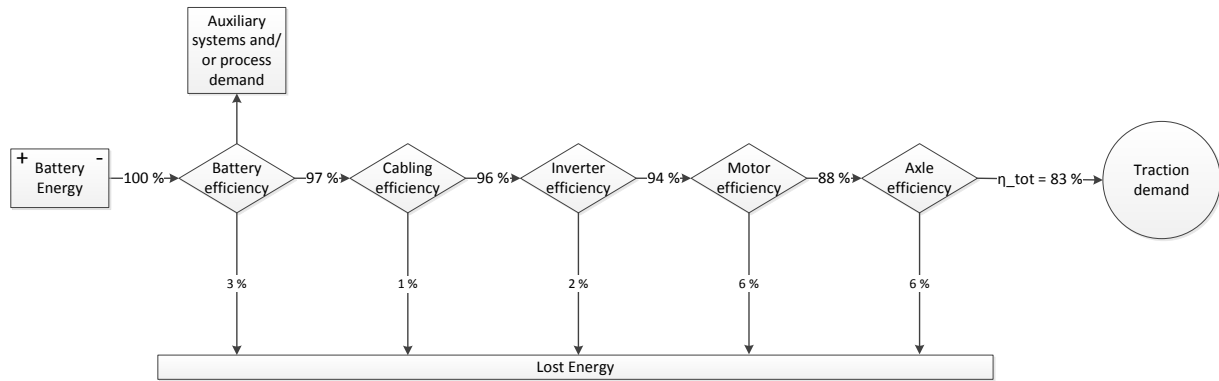 Auxiliary
systems and/
or process
demand
+ -
Battery
Energy
100 %
Battery
efficiency
97 %
Cabling
efficiency
96 %
Inverter
efficiency
94 %
Motor
efficiency
88 %
Axle
efficiency
η_tot = 83 %
Traction
demand
3 %
1 %
2 %
6 %
6 %
Lost Energy